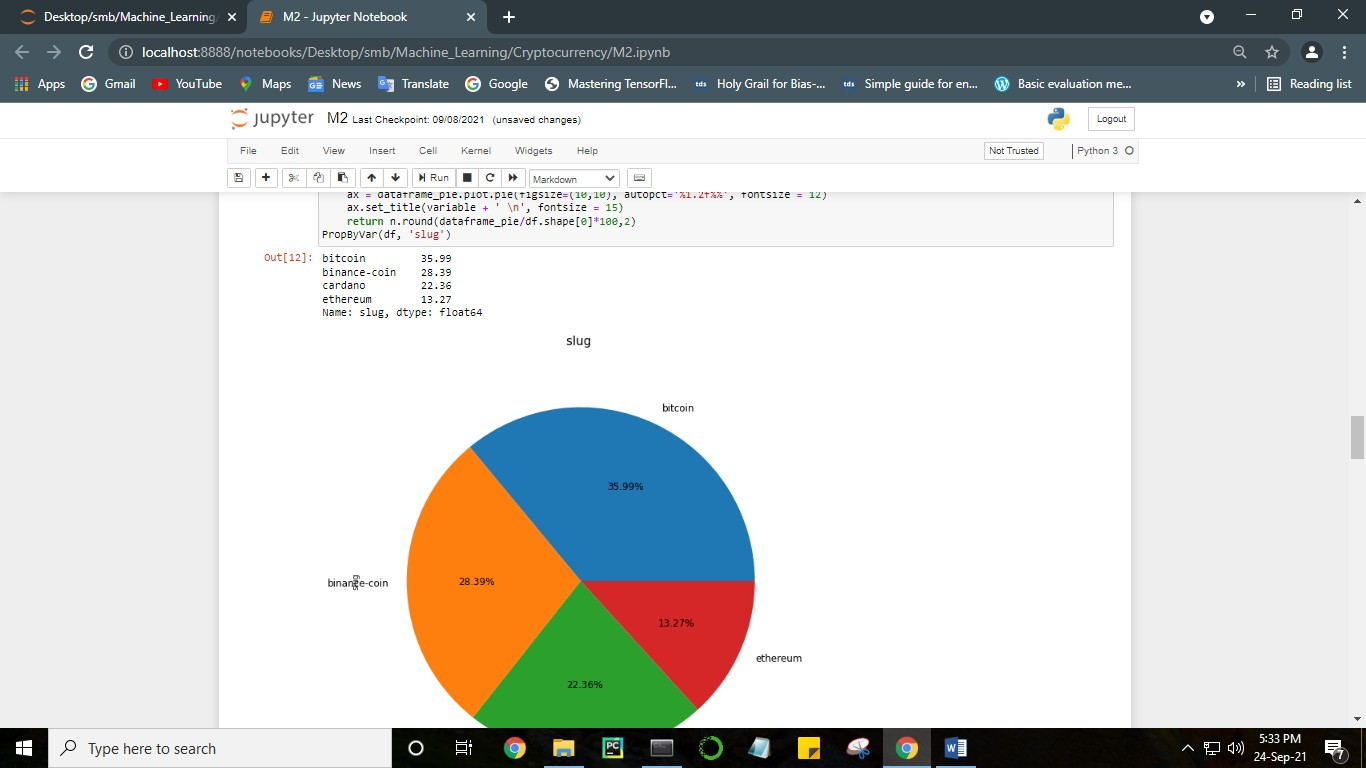 Desktop/smb/Machine_Learning
M2 - Jupyter Notebook
localhost:8888/notebooks/Desktop/smb/Machine_Learning/Cryptocurrency/M2.ipynb
Apps Gmail YouTube Maps News Translate Google Mastering TensorFl... Holy Grail for Bias-... Simple guide for en... Basic evaluation me... » Reading list
jupyter M2 Last Checkpoint: 09/08/2021 (unsaved changes) Logout
File Edit View Insert Cell Kernel Widgets Help Not Trusted Python 3
Run Markdown
ax = dataframe_pie.plot.pie(figsize=(10,10), autopct='%1.2f%%', fontsize = 12)
ax.set_title(variable + ' \n', fontsize = 15)
return n.round(dataframe_pie/df.shape[0]*100,2)
PropByVar(df, 'slug')
Out[12]: bitcoin 35.99
binance-coin 28.39
cardano 22.36
ethereum 13.27
Name: slug, dtype: float64
slug
bitcoin
35.99%
binance-coin
slug
28.39%
13.27%
ethereum
22.36%
Type here to search
5:33 PM
24-Sep-21
7